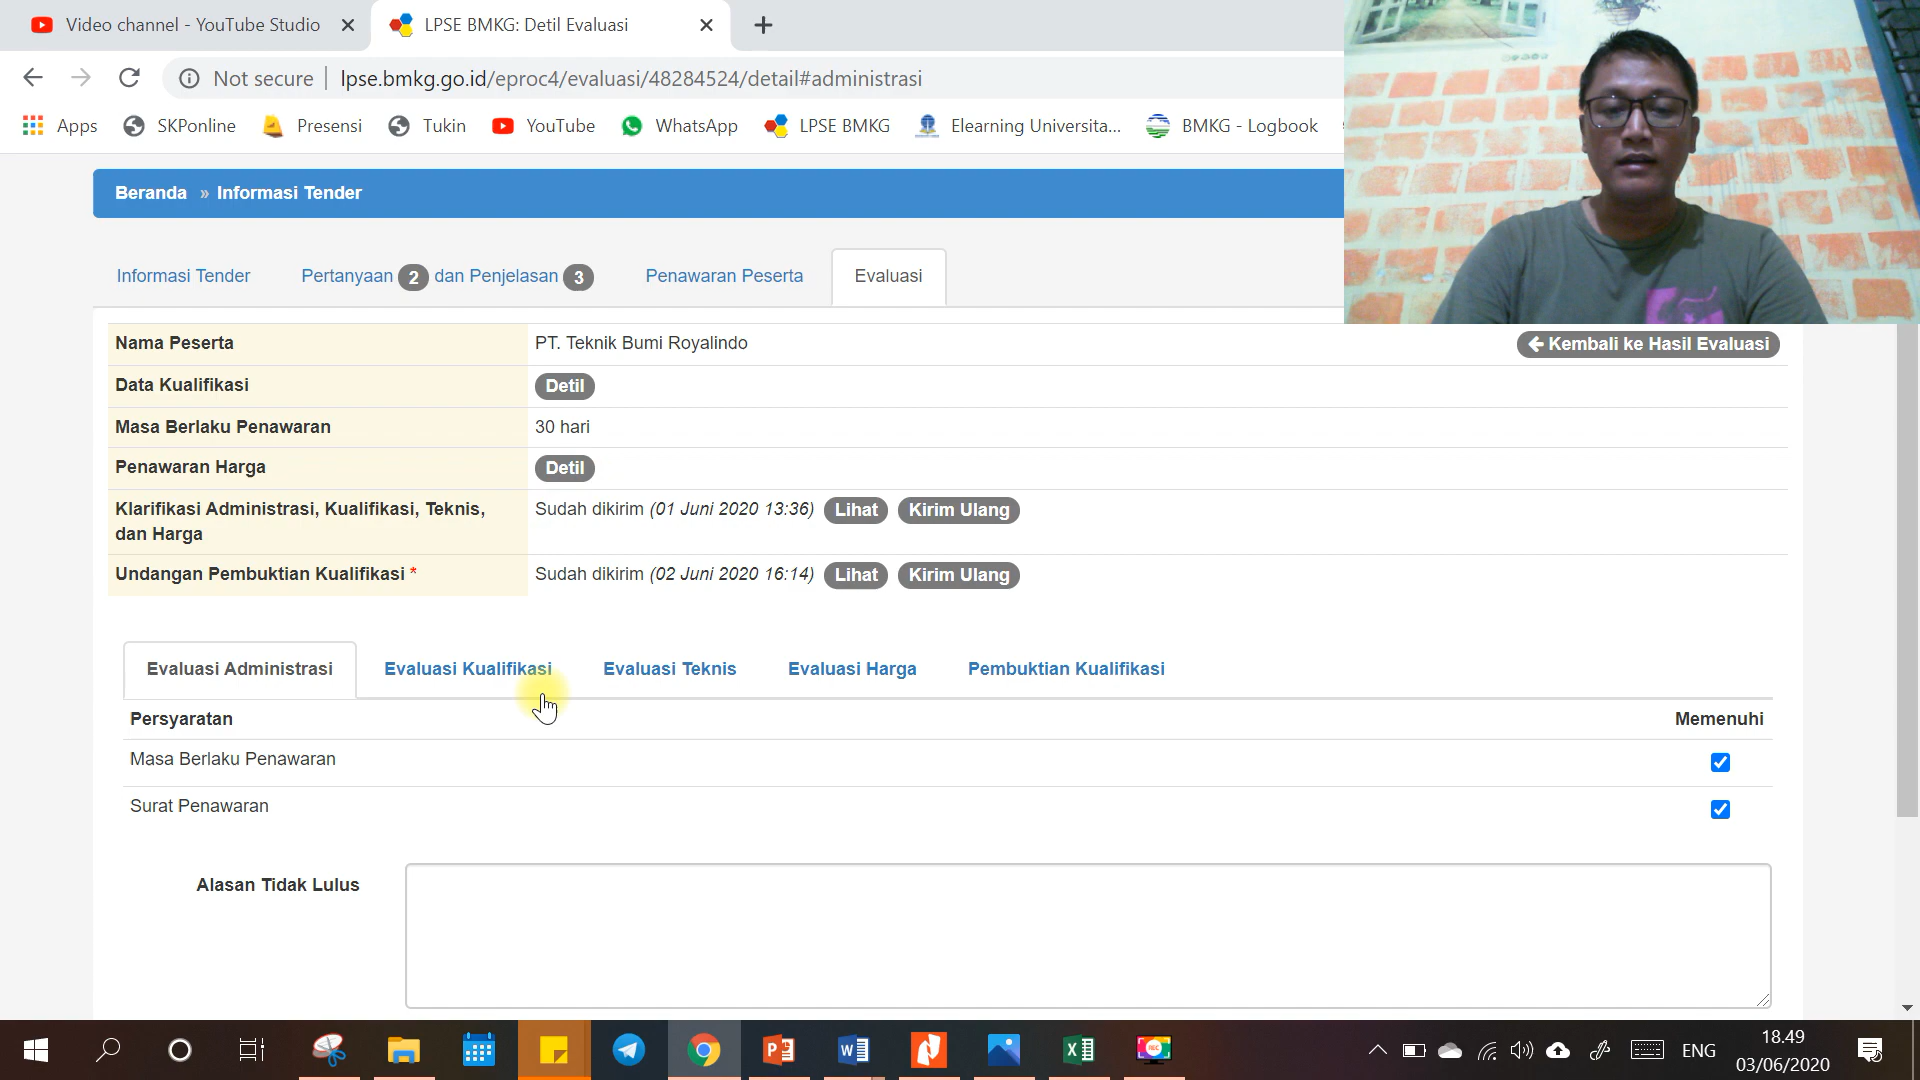 Video channel - YouTube Studio
LPSE BMKG: Detil Evaluasi
Not secure
lpse.bmkg.go.id/eproc4/evaluasi/48284524/detail#administrasi
Apps
SKPonline
Presensi
Tukin
YouTube
WhatsApp
LPSE BMKG
Elearning Universita...
BMKG - Logbook
Beranda » Informasi Tender
Informasi Tender
Pertanyaan 2 dan Penjelasan 3
Penawaran Peserta
Evaluasi
Nama Peserta
PT. Teknik Bumi Royalindo
Kembali ke Hasil Evaluasi
Data Kualifikasi
Detil
Masa Berlaku Penawaran
30 hari
Penawaran Harga
Detil
Klarifikasi Administrasi, Kualifikasi, Teknis,
dan Harga
Sudah dikirim (01 Juni 2020 13:36) Lihat Kirim Ulang
Undangan Pembuktian Kualifikasi *
Sudah dikirim (02 Juni 2020 16:14) Lihat Kirim Ulang
Evaluasi Administrasi
Evaluasi Kualifikasi
Evaluasi Teknis
Evaluasi Harga
Pembuktian Kualifikasi
Persyaratan
Memenuhi
Masa Berlaku Penawaran
Surat Penawaran
Alasan Tidak Lulus
ENG
18.49
03/06/2020